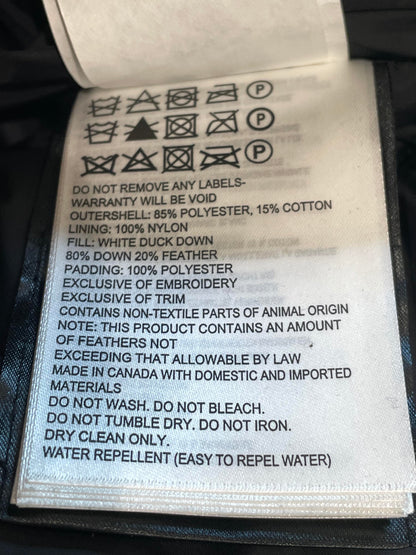 P
P
P
DO NOT REMOVE ANY LABELS-
WARRANTY WILL BE VOID
OUTERSHELL: 85% POLYESTER, 15% COTTON
LINING: 100% NYLON
FILL: WHITE DUCK DOWN
80% DOWN 20% FEATHER
PADDING: 100% POLYESTER
EXCLUSIVE OF EMBROIDERY
EXCLUSIVE OF TRIM
CONTAINS NON-TEXTILE PARTS OF ANIMAL ORIGIN
NOTE: THIS PRODUCT CONTAINS AN AMOUNT
OF FEATHERS NOT
EXCEEDING THAT ALLOWABLE BY LAW
MADE IN CANADA WITH DOMESTIC AND IMPORTED
MATERIALS
DO NOT WASH. DO NOT BLEACH.
DO NOT TUMBLE DRY. DO NOT IRON.
DRY CLEAN ONLY.
WATER REPELLENT (EASY TO REPEL WATER)